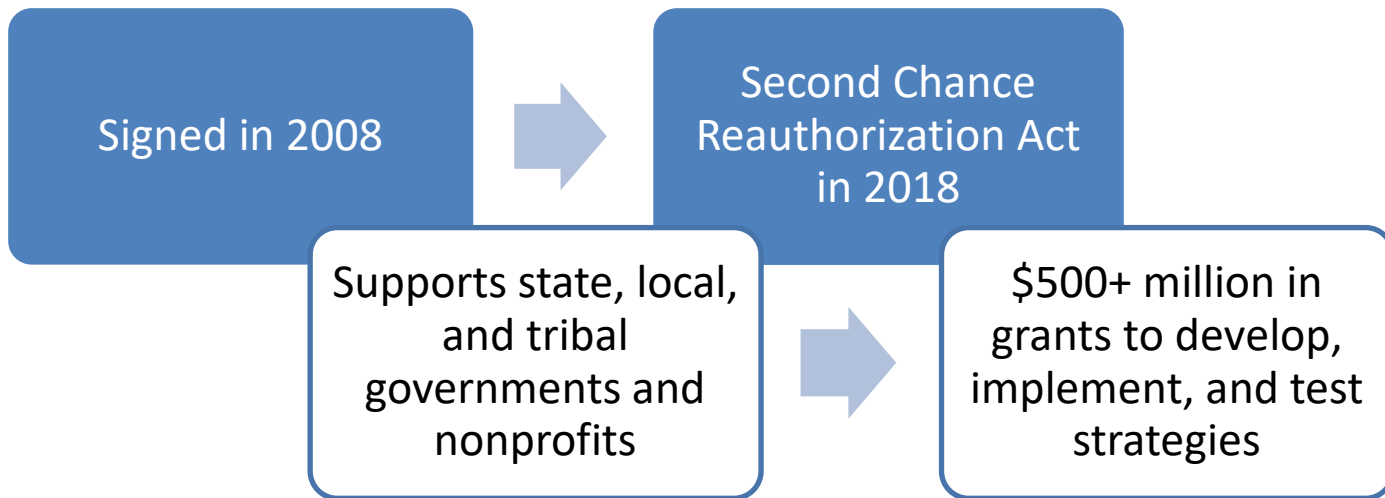 Signed in 2008
Second Chance
Reauthorization Act
in 2018
Supports state, local,
and tribal
governments and
nonprofits
$500+ million in
grants to develop,
implement, and test
strategies